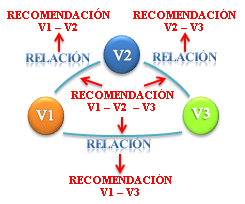 RECOMENDACIÓN RECOMENDACIÓN
V1 – V2 V2 – V3
V2
RELACIÓN RELACIÓN
RECOMENDACIÓN
V1 V1 – V2 – V3 V3
RELACIÓN
RECOMENDACIÓN
V1 – V3